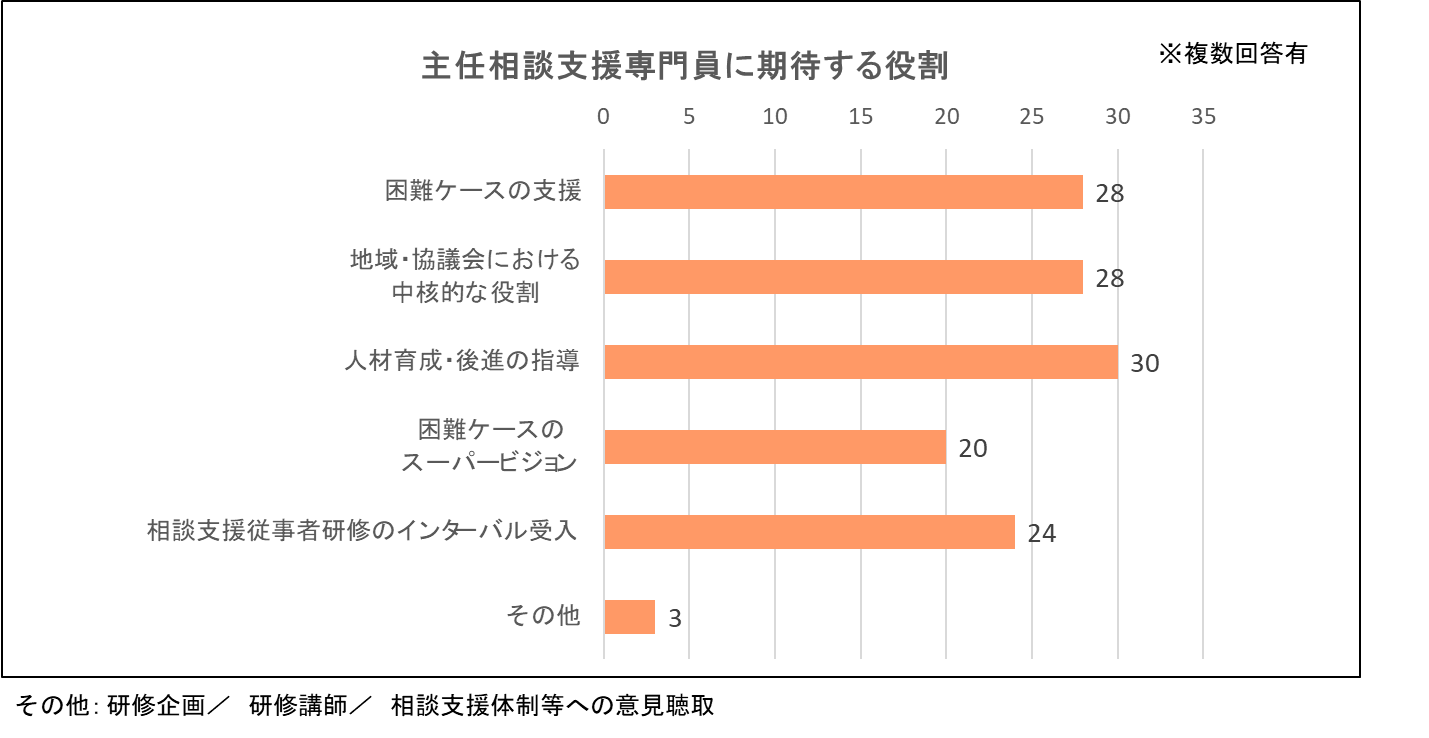 主任相談支援専門員に期待する役割
※複数回答有
0 5 10 15 20 25 30 35
困難ケースの支援 28
地域・協議会における
中核的な役割 28
人材育成・後進の指導 30
困難ケースの
スーパービジョン 20
相談支援従事者研修のインターバル受入 24
その他 3
その他：研修企画／　研修講師／　相談支援体制等への意見聴取